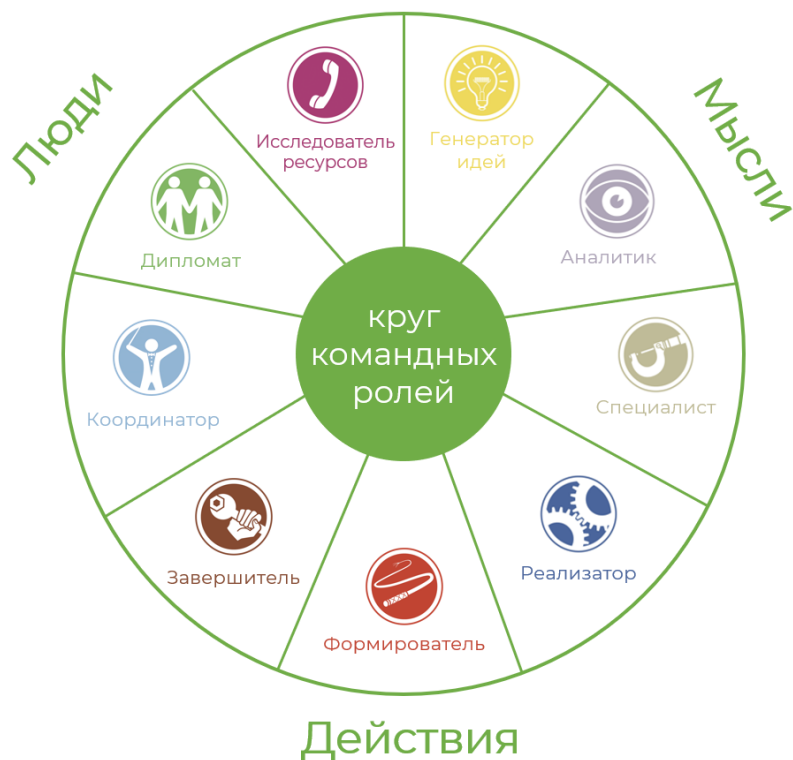 Люди
Мысли
Исследователь
ресурсов
Генератор
идей
Дипломат
Аналитик
круг
командных
ролей
Координатор
Специалист
Завершитель
Реализатор
Формирователь
Действия